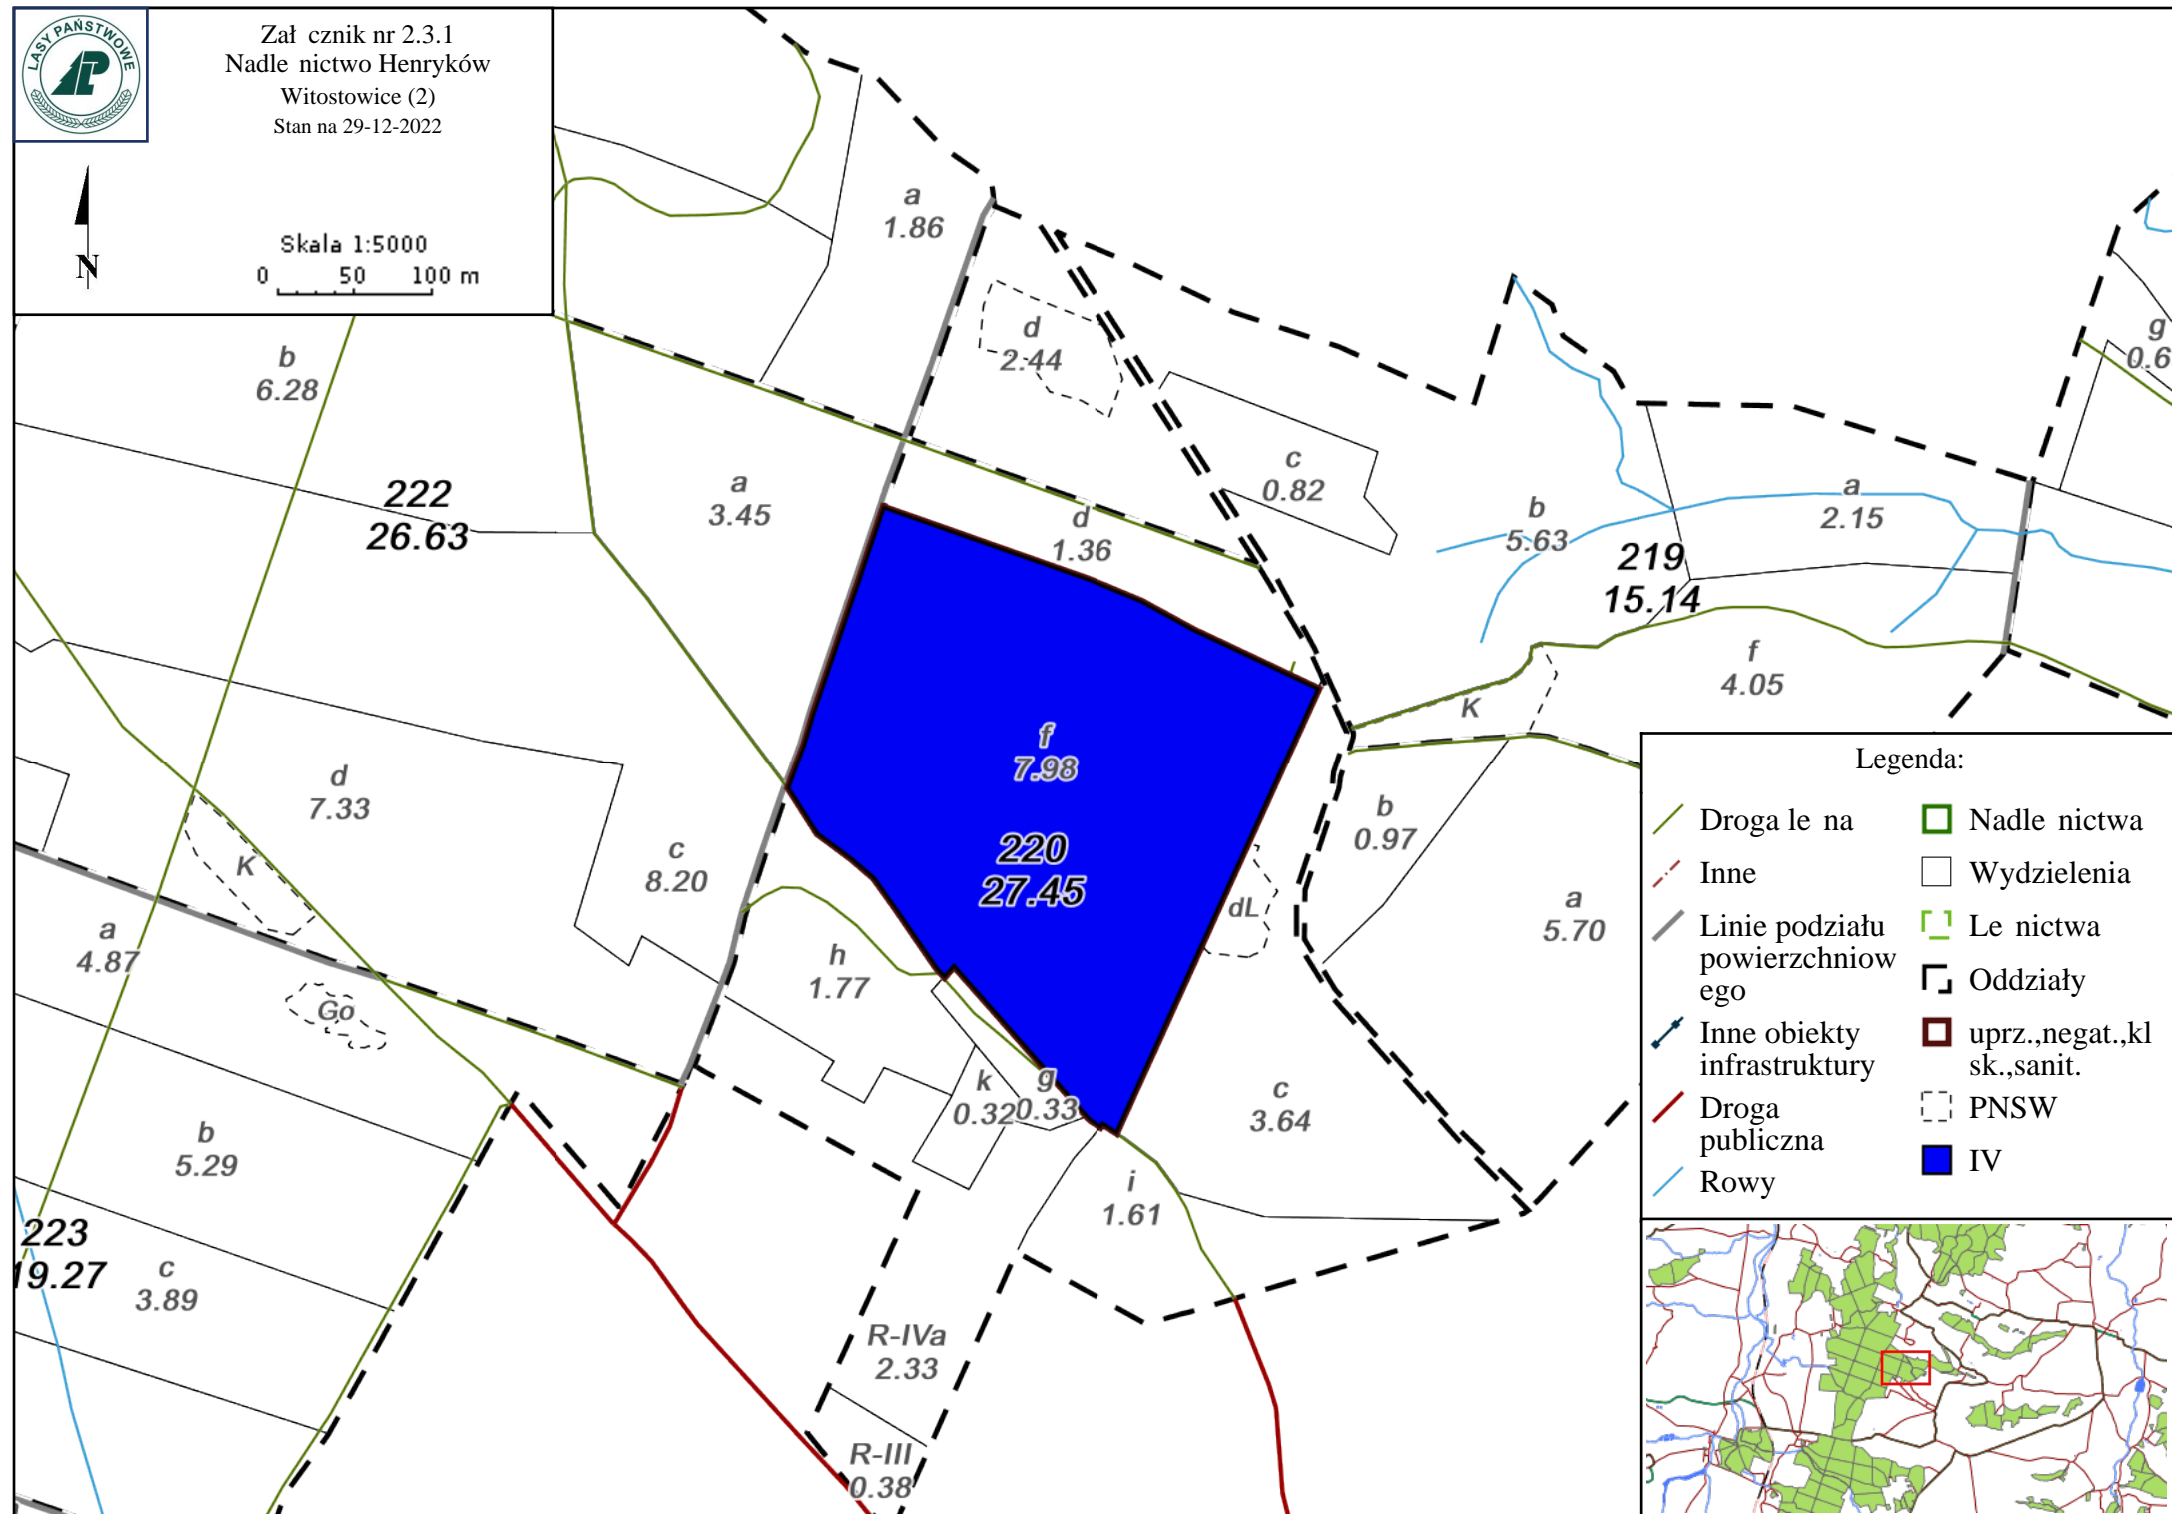 LASY PAŃSTWOWE
Zał cznik nr 2.3.1
Nadle nictwo Henryków
Witostowice (2)
Stan na 29-12-2022
N
Skala 1:5000
0 50 100 m
a
1.86
d
2.44
g
0.6
b
6.28
c
0.82
222
26.63
a
3.45
d
1.36
b
5.63
a
2.15
219
15.14
f
4.05
K
f
7.98
d
7.33
b
0.97
K
c
8.20
220
27.45
dL
a
5.70
a
4.87
h
1.77
Go
k
0.32
g
0.33
c
3.64
b
5.29
i
1.61
223
19.27
c
3.89
R-IVa
2.33
R-III
0.38
Legenda:
Droga le na
Inne
Linie podziału
powierzchniow
ego
Inne obiekty
infrastruktury
Droga
publiczna
Rowy
Nadle nictwa
Wydzielenia
Le nictwa
Oddziały
uprz.,negat.,kl
sk.,sanit.
PNSW
IV